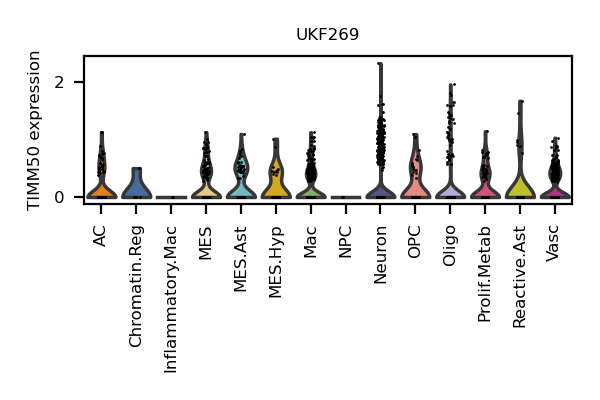 UKF269
TIMM50 expression
2
0
AC
Chromatin.Reg
Inflammatory.Mac
MES
MES.Ast
MES.Hyp
Mac
NPC
Neuron
OPC
Oligo
Prolif.Metab
Reactive.Ast
Vasc